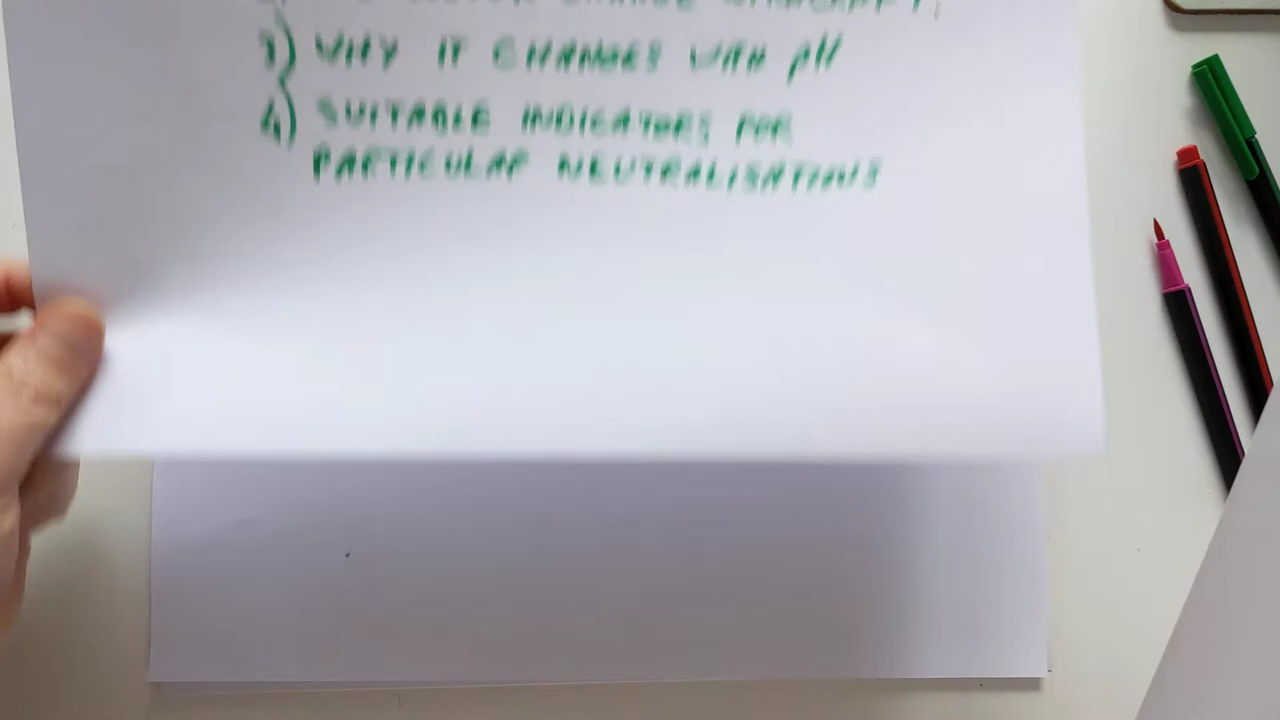 3) WHY IT CHANGES WITH pH
4) SUITABLE INDICATORS FOR
PARTICULAR NEUTRALISATIONS